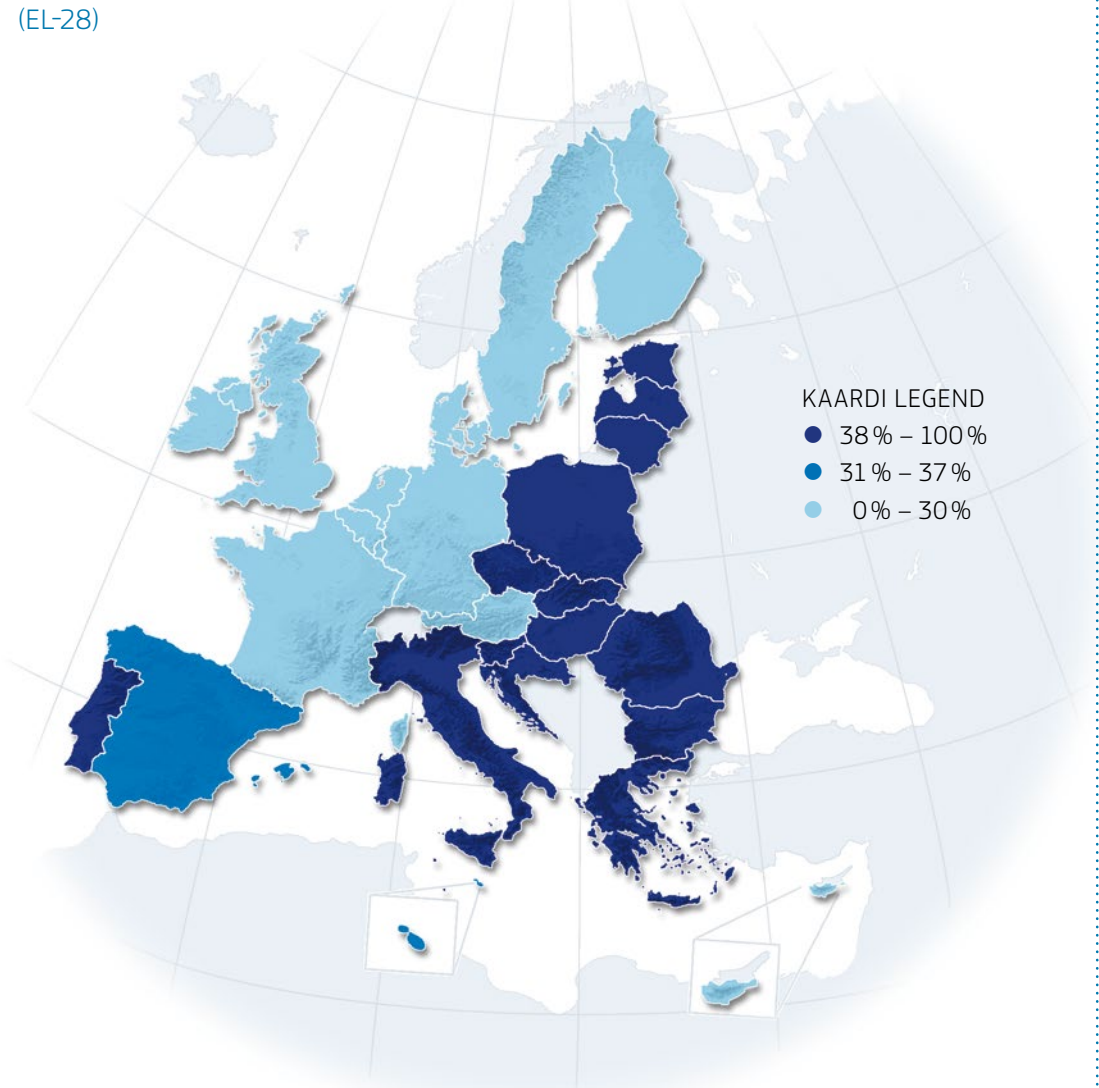 (EL-28)
KAARDI LEGEND
38 % – 100 %
31 % – 37 %
0 % – 30 %